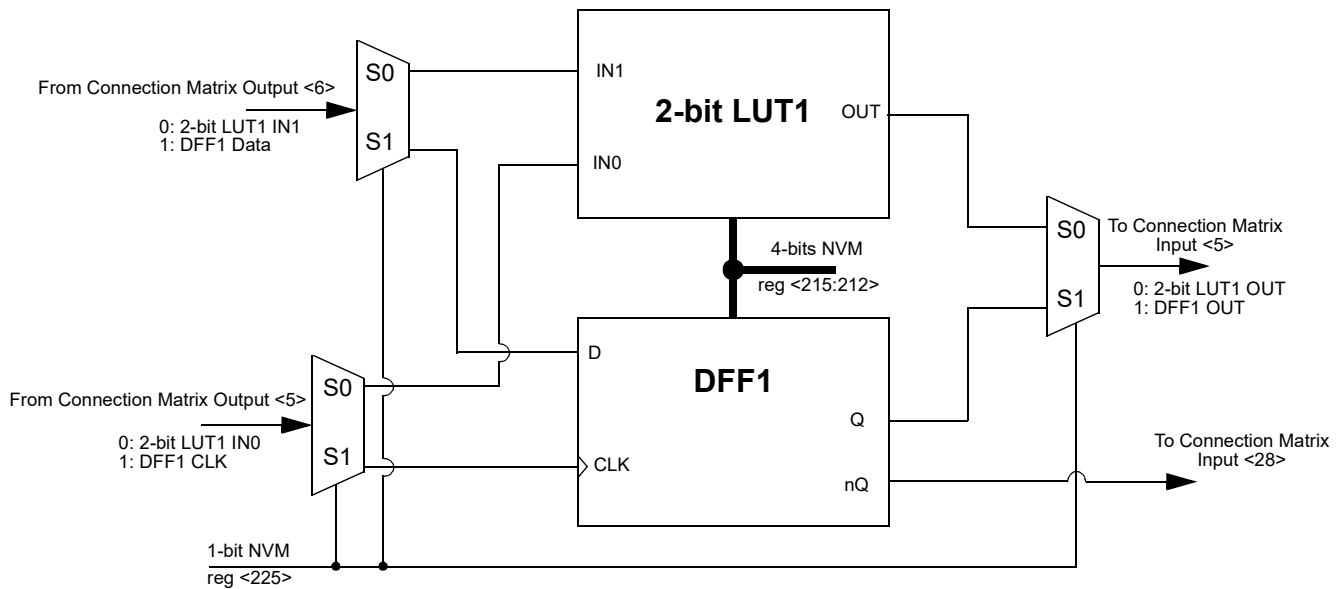 From Connection Matrix Output <6>
0: 2-bit LUT1 IN1
1: DFF1 Data
S0
S1
IN1
IN0
2-bit LUT1
OUT
4-bits NVM
reg <215:212>
S0
S1
To Connection Matrix
Input <5>
0: 2-bit LUT1 OUT
1: DFF1 OUT
From Connection Matrix Output <5>
0: 2-bit LUT1 IN0
1: DFF1 CLK
S0
S1
D
CLK
DFF1
Q
nQ
To Connection Matrix
Input <28>
1-bit NVM
reg <225>